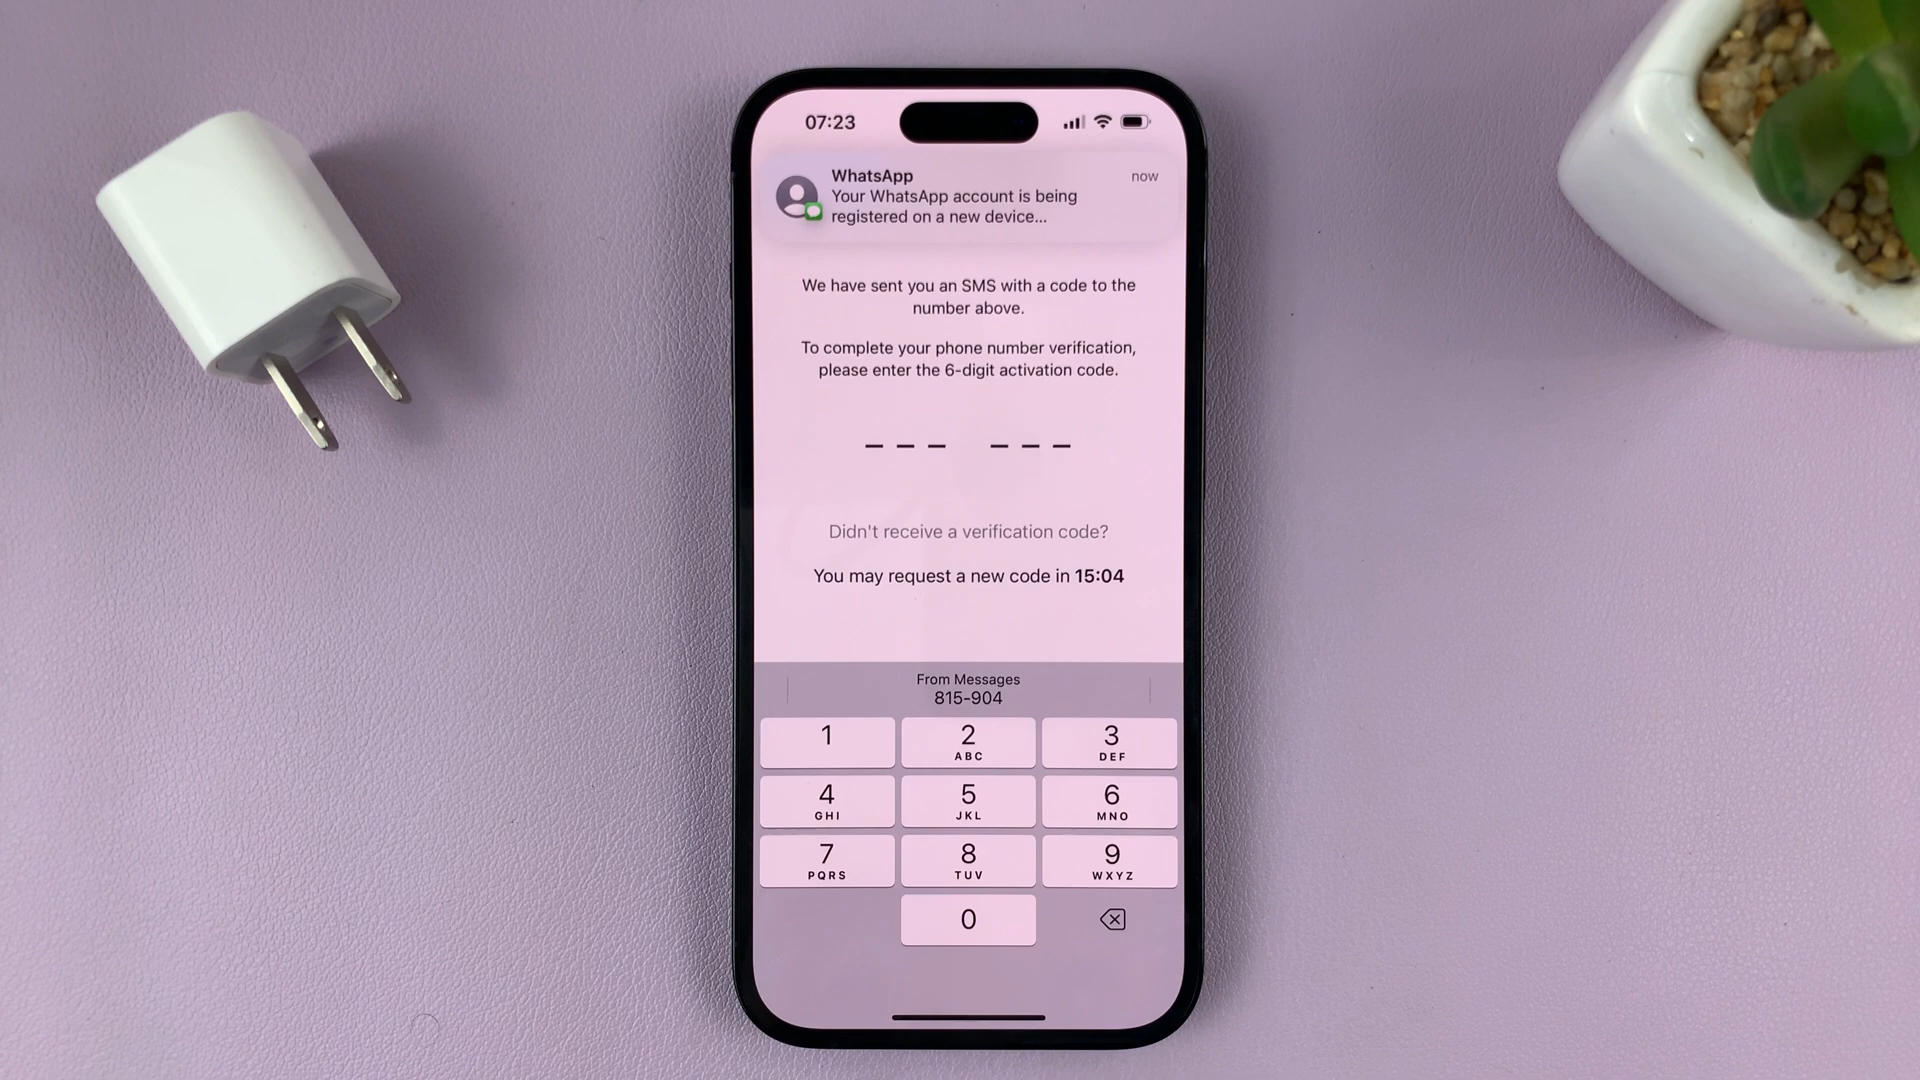 07:23
WhatsApp
now
Your WhatsApp account is being
registered on a new device...
We have sent you an SMS with a code to the
number above.
To complete your phone number verification,
please enter the 6-digit activation code.
Didn't receive a verification code?
You may request a new code in 15:04
From Messages
815-904
1 2 3
ABC DEF
4 5 6
GHI JKL MNO
7 8 9
PQRS TUV WXYZ
0